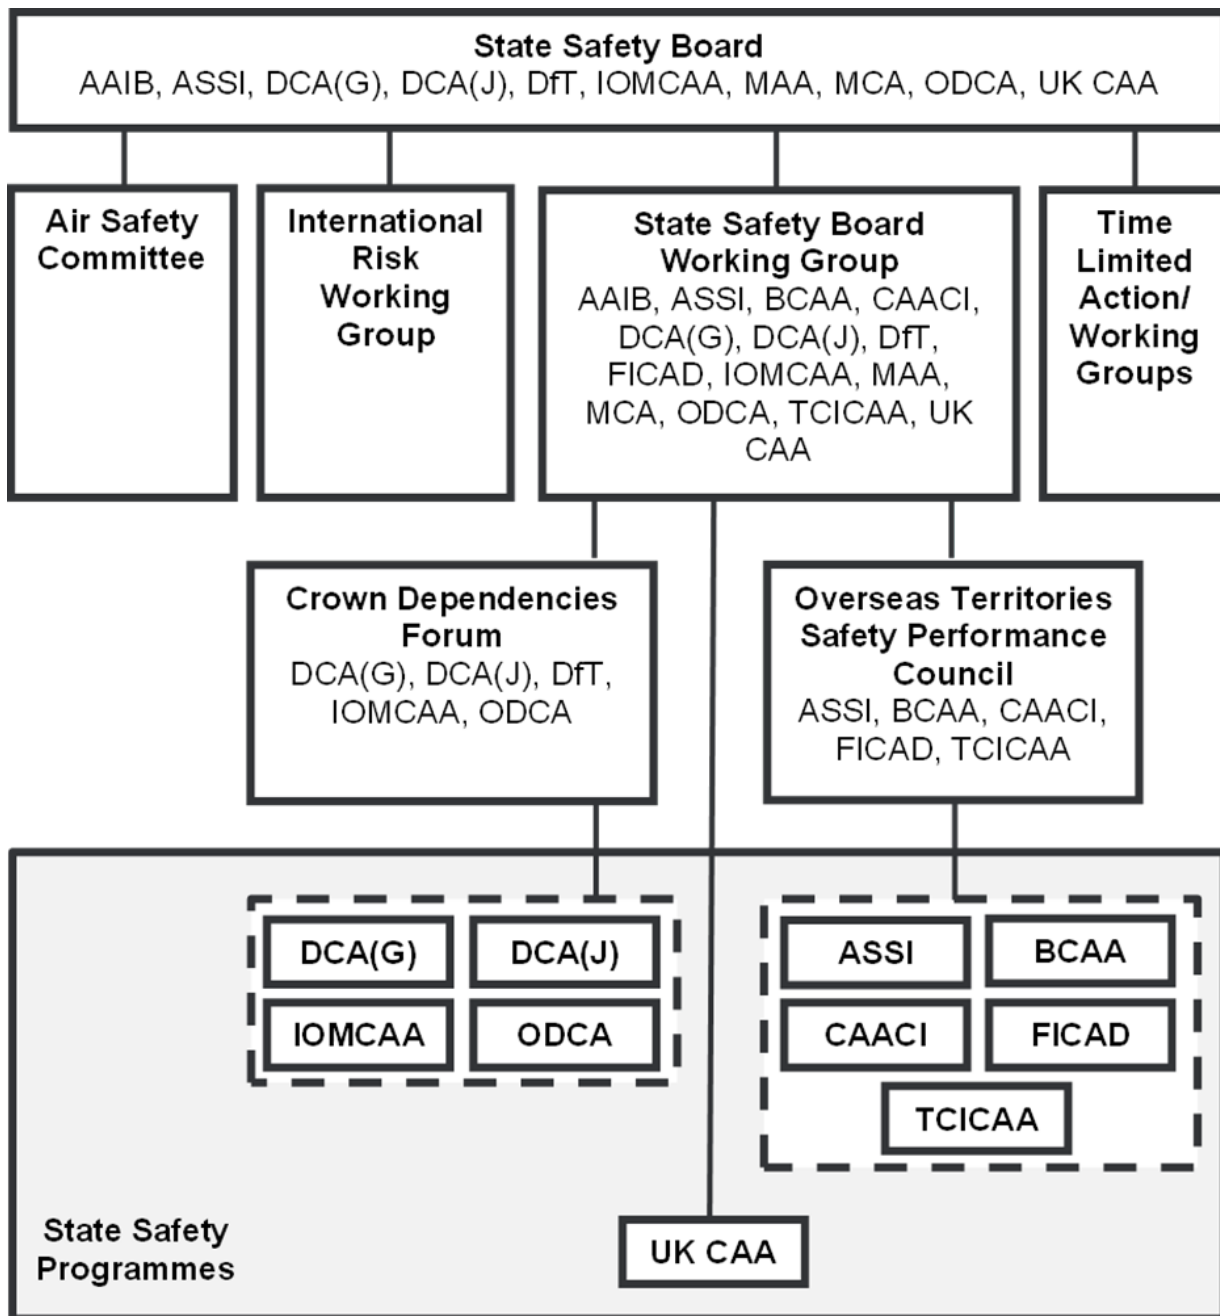 State Safety Board
AAIB, ASSI, DCA(G), DCA(J), DfT, IOMCAA, MAA, MCA, ODCA, UK CAA
Air Safety
Committee
International
Risk
Working
Group
State Safety Board
Working Group
AAIB, ASSI, BCAA, CAACI,
DCA(G), DCA(J), DfT,
FICAD, IOMCAA, MAA,
MCA, ODCA, TCICAA, UK
CAA
Time
Limited
Action/
Working
Groups
Crown Dependencies
Forum
DCA(G), DCA(J), DfT,
IOMCAA, ODCA
Overseas Territories
Safety Performance
Council
ASSI, BCAA, CAACI,
FICAD, TCICAA
DCA(G)
DCA(J)
IOMCAA
ODCA
ASSI
BCAA
CAACI
FICAD
TCICAA
State Safety
Programmes
UK CAA